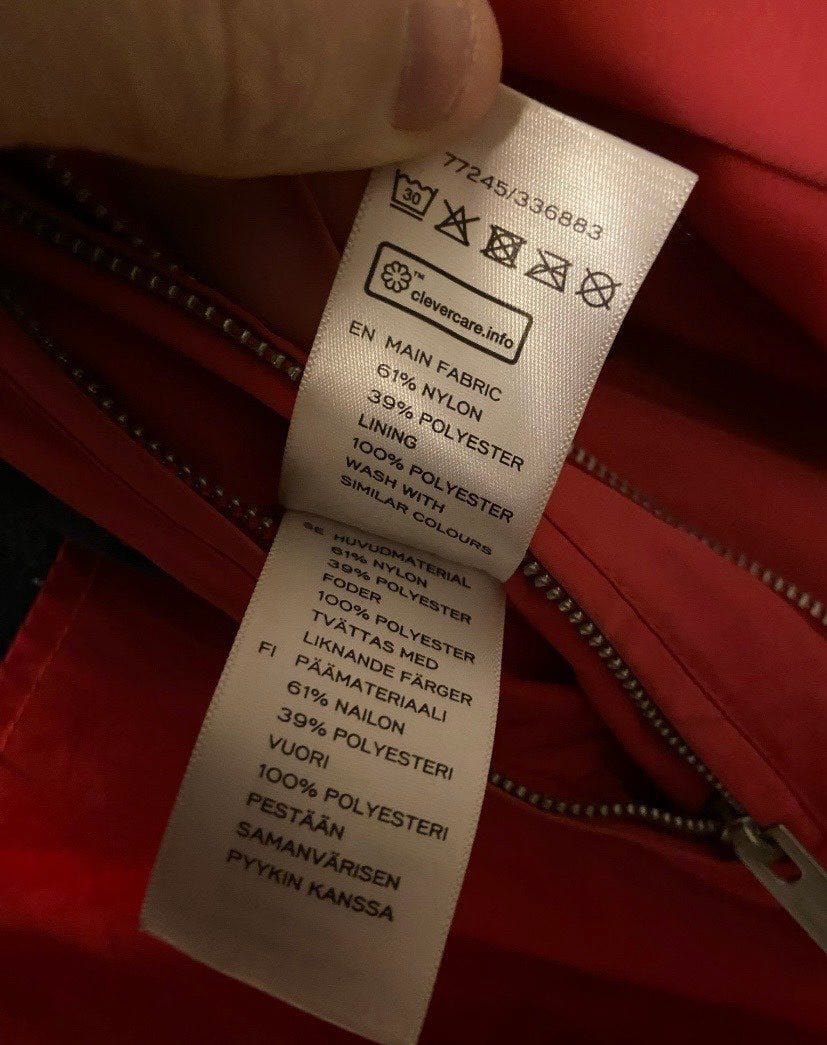 77245/336883
30
™
clevercare.info
EN MAIN FABRIC
61% NYLON
39% POLYESTER
LINING
100% POLYESTER
WASH WITH
SIMILAR COLOURS
SE HUVUDMATERIAL
61% NYLON
39% POLYESTER
FODER
100% POLYESTER
TVÄTTAS MED
LIKNANDE FÄRGER
FI PÄÄMATERIAALI
61% NAILON
39% POLYESTERI
VUORI
100% POLYESTERI
PESTÄÄN
SAMANVÄRISEN
PYYKIN KANSSA